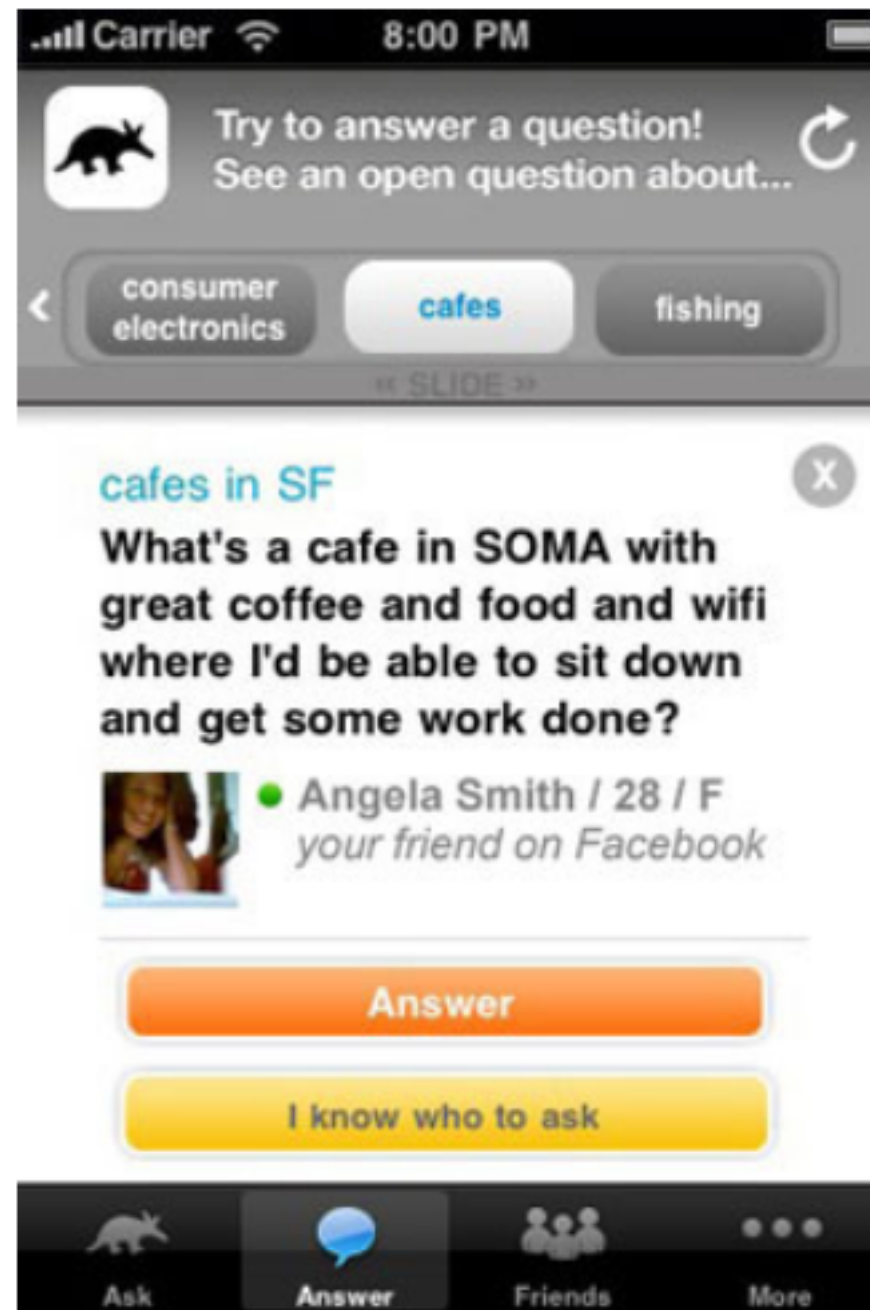 Carrier 8:00 PM
Try to answer a question!
See an open question about...
consumer
electronics
cafes
fishing
« SLIDE »
cafes in SF
X
What's a cafe in SOMA with
great coffee and food and wifi
where I'd be able to sit down
and get some work done?
Angela Smith / 28 / F
your friend on Facebook
Answer
I know who to ask
Ask Answer Friends More